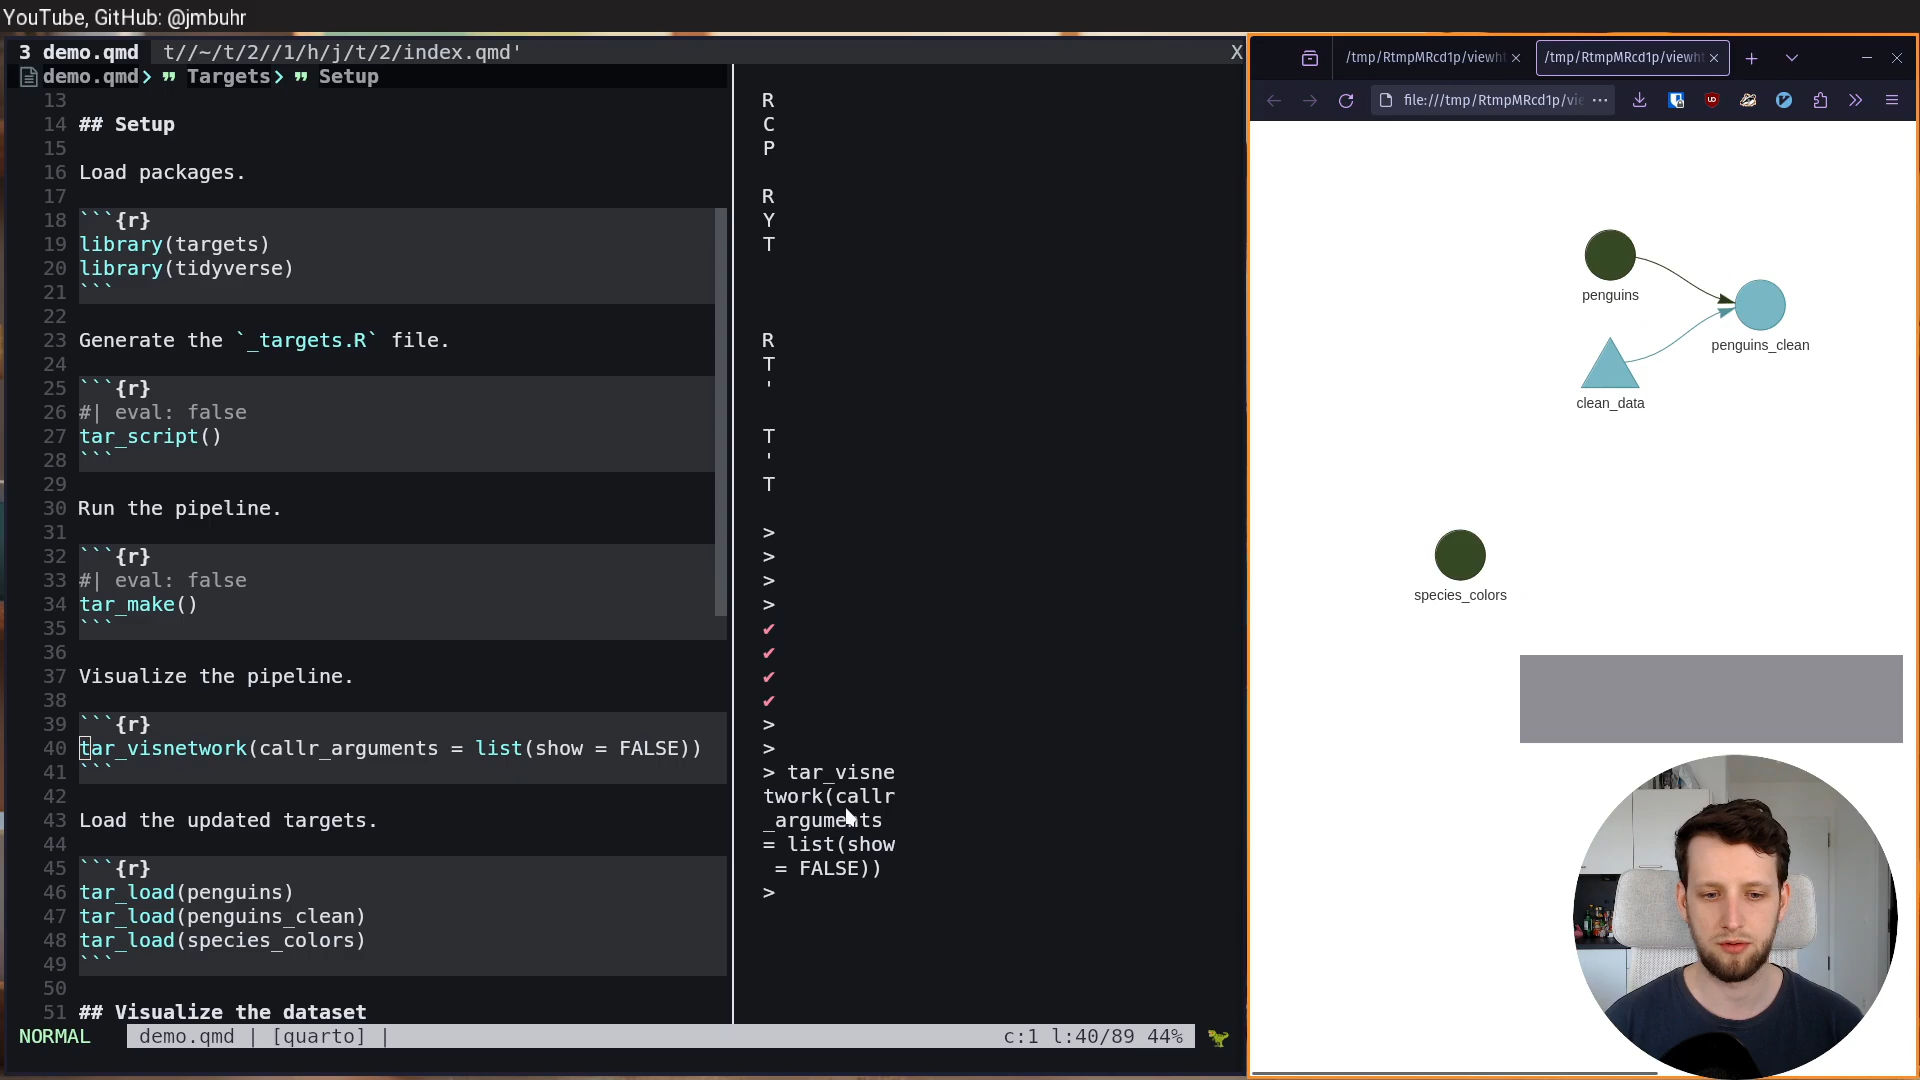 YouTube, GitHub: @jmbuhr
3 demo.qmd t//~/t/2//1/h/j/t/2/index.qmd' X
demo.qmd> " Targets> " Setup
13
14 ## Setup
15
16 Load packages.
17
18 ```{r}
19 library(targets)
20 library(tidyverse)
21 ```
22
23 Generate the `_targets.R` file.
24
25 ```{r}
26 #| eval: false
27 tar_script()
28 ```
29
30 Run the pipeline.
31
32 ```{r}
33 #| eval: false
34 tar_make()
35 ```
36
37 Visualize the pipeline.
38
39 ```{r}
40 tar_visnetwork(callr_arguments = list(show = FALSE))
41 ```
42
43 Load the updated targets.
44
45 ```{r}
46 tar_load(penguins)
47 tar_load(penguins_clean)
48 tar_load(species_colors)
49 ```
50
51 ## Visualize the dataset
NORMAL demo.qmd | [quarto] | c:1 l:40/89 44%
R
C
P
R
Y
T
R
T
'
T
'
T
>
>
>
>
✔
✔
✔
✔
>
>
> tar_visne
twork(callr
_arguments
= list(show
= FALSE))
>
/tmp/RtmpMRcd1p/viewht /tmp/RtmpMRcd1p/viewht
file:///tmp/RtmpMRcd1p/vie
penguins
penguins_clean
clean_data
species_colors